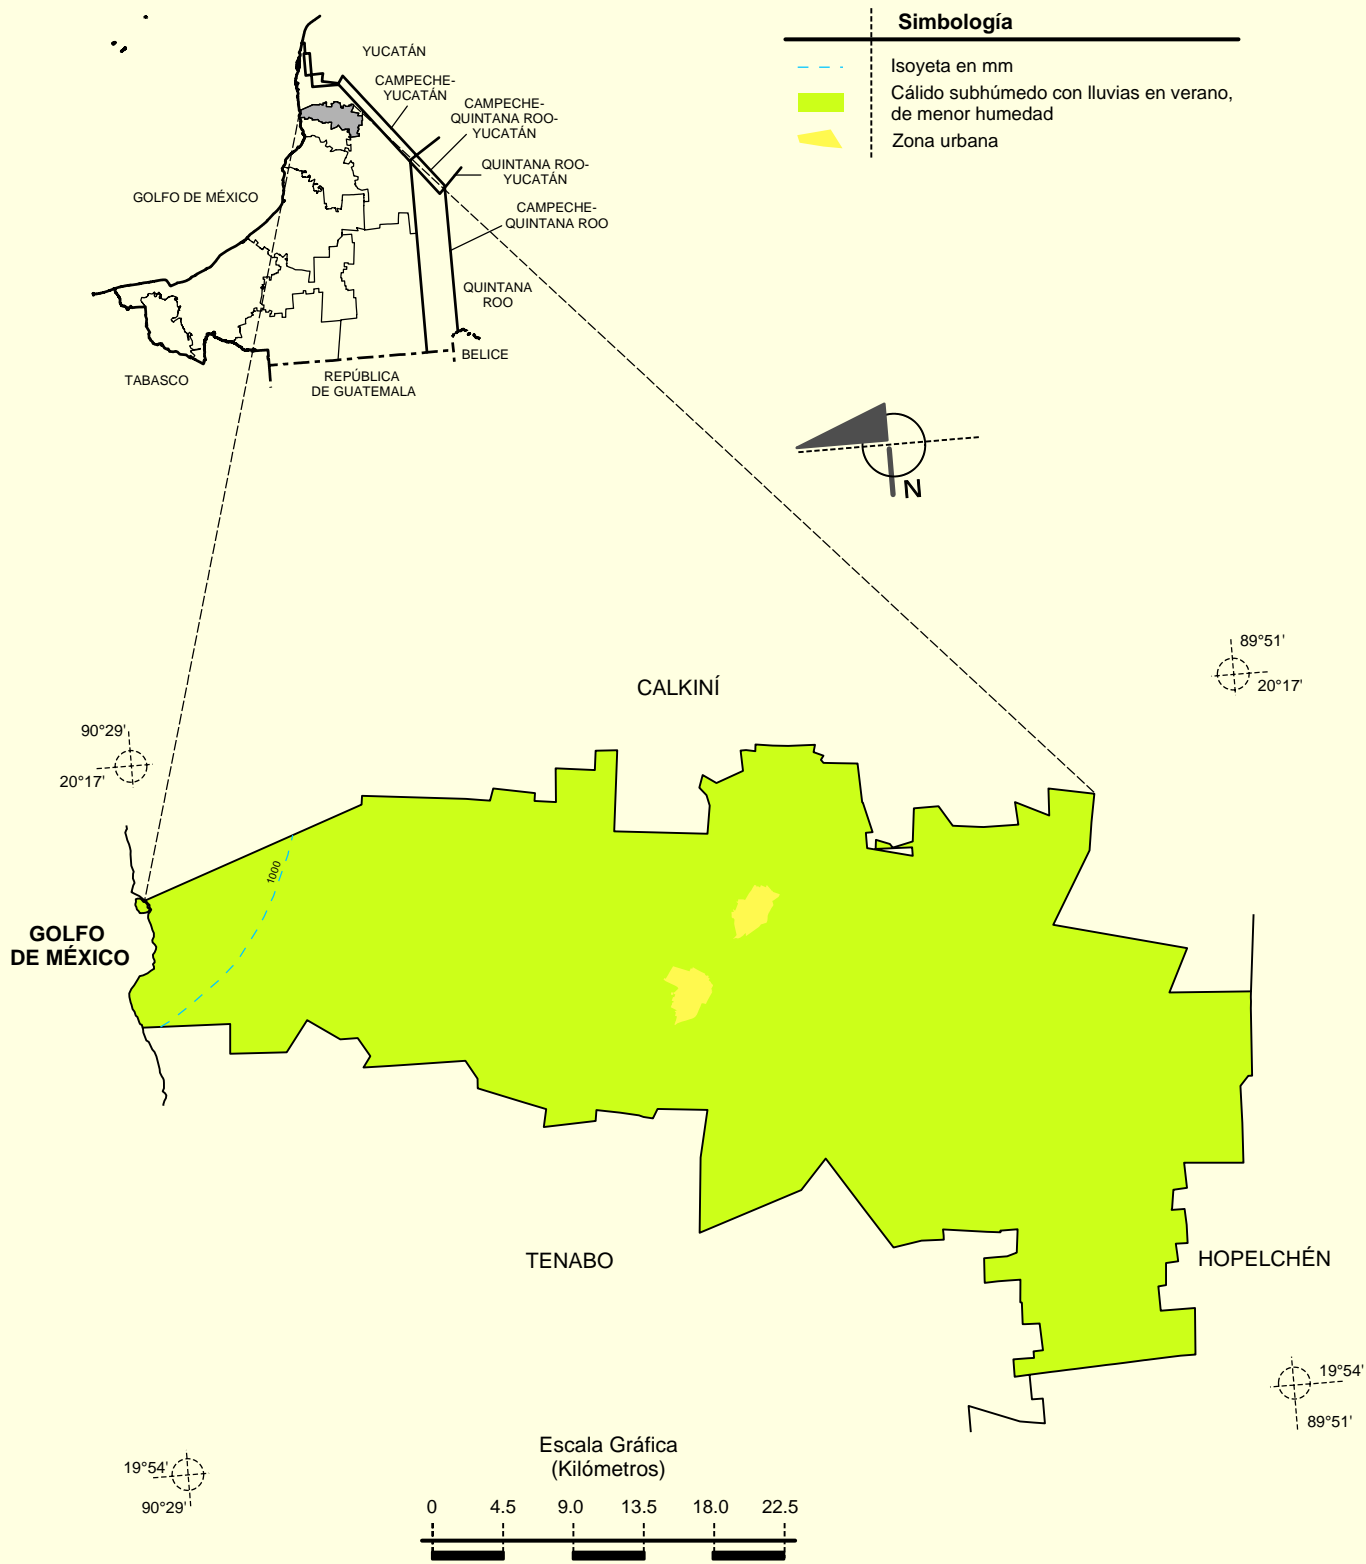 Simbología
Isoyeta en mm
Cálido subhúmedo con lluvias en verano,
de menor humedad
Zona urbana
YUCATÁN
CAMPECHE-
YUCATÁN
CAMPECHE-
QUINTANA ROO-
YUCATÁN
QUINTANA ROO-
YUCATÁN
GOLFO DE MÉXICO
CAMPECHE-
QUINTANA ROO
QUINTANA
ROO
BELICE
TABASCO
REPÚBLICA
DE GUATEMALA
N
89°51'
20°17'
CALKINÍ
90°29'
20°17'
1000
GOLFO
DE MÉXICO
TENABO
HOPELCHÉN
19°54'
89°51'
Escala Gráfica
(Kilómetros)
19°54'
90°29'
0 4.5 9.0 13.5 18.0 22.5